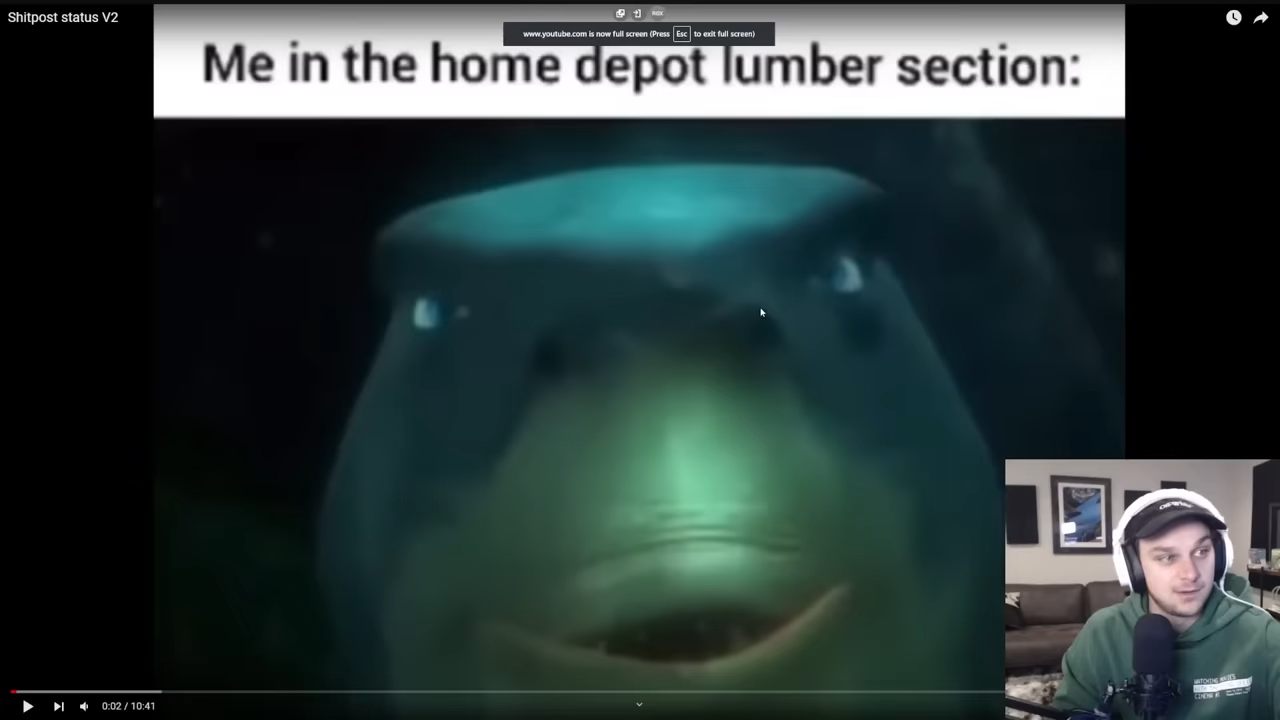 Shitpost status V2
www.youtube.com is now full screen (Press Esc to exit full screen)
Me in the home depot lumber section:
0:02 / 10:41